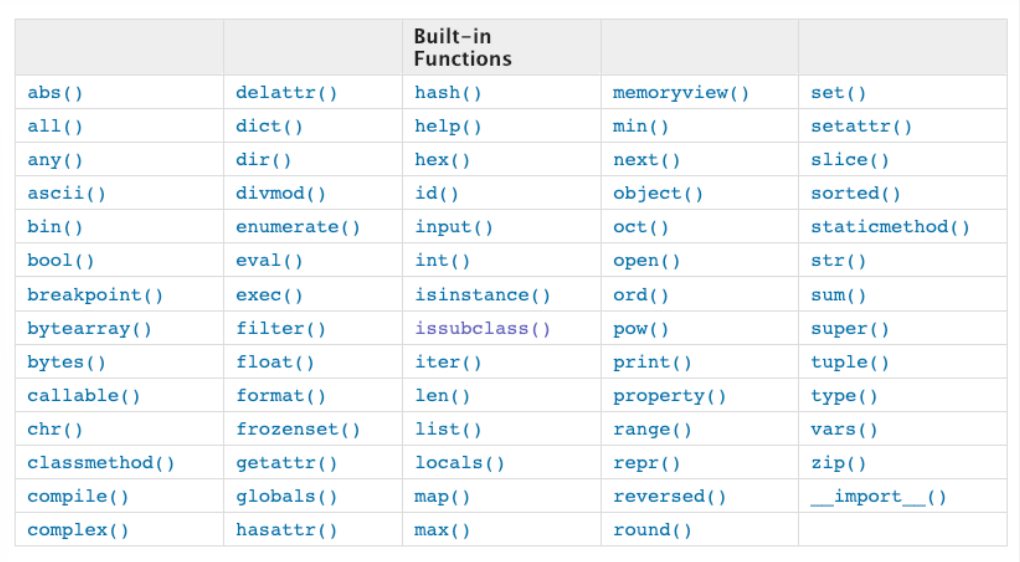 Built-in
Functions
abs() delattr() hash() memoryview() set()
all() dict() help() min() setattr()
any() dir() hex() next() slice()
ascii() divmod() id() object() sorted()
bin() enumerate() input() oct() staticmethod()
bool() eval() int() open() str()
breakpoint() exec() isinstance() ord() sum()
bytearray() filter() issubclass() pow() super()
bytes() float() iter() print() tuple()
callable() format() len() property() type()
chr() frozenset() list() range() vars()
classmethod() getattr() locals() repr() zip()
compile() globals() map() reversed() __import__()
complex() hasattr() max() round()